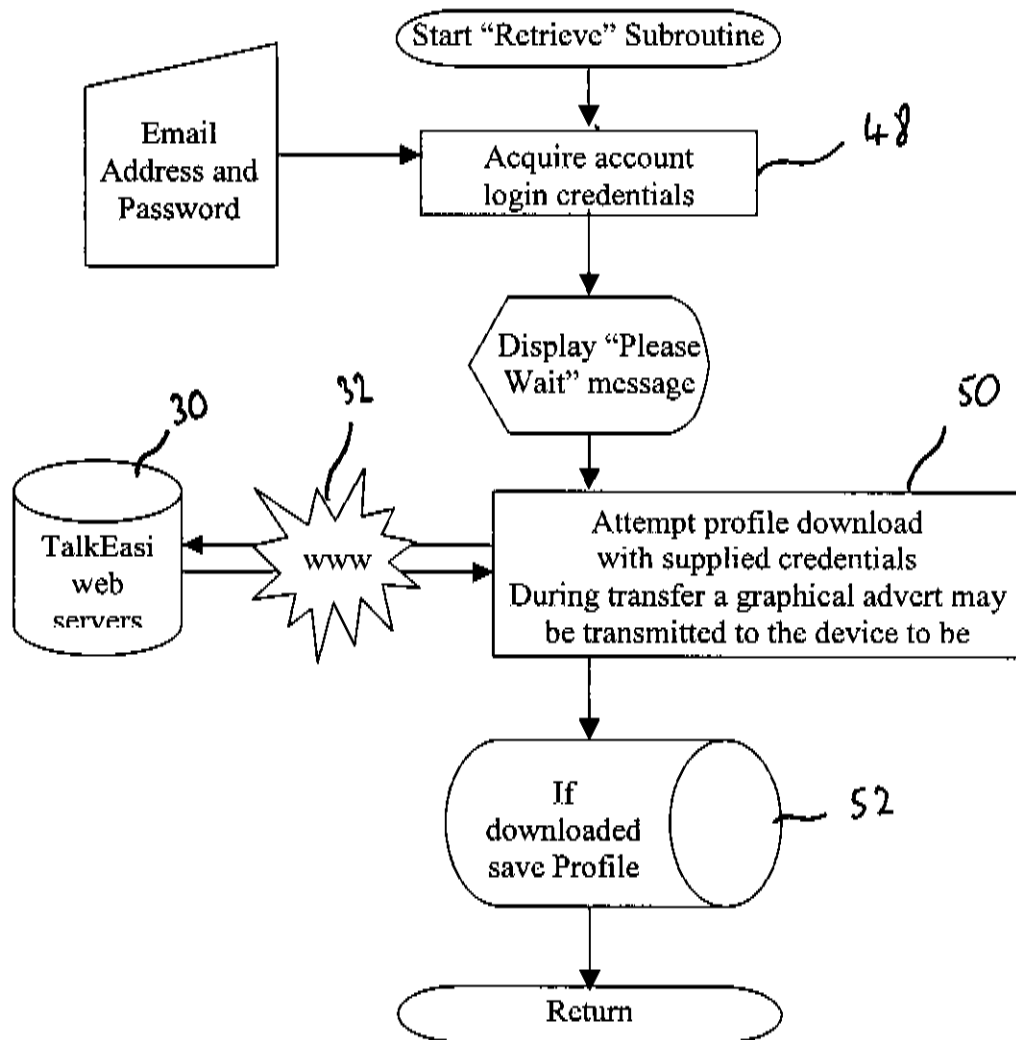 Start “Retrieve” Subroutine
Email
Address and
Password
Acquire account
login credentials
48
Display “Please
Wait” message
30
32
50
TalkEasi
web
servers
www
Attempt profile download
with supplied credentials
During transfer a graphical advert may
be transmitted to the device to be
If
downloaded
save Profile
52
Return